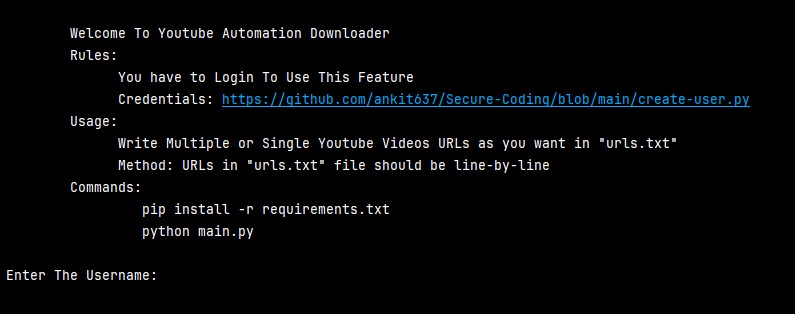 Welcome To Youtube Automation Downloader
Rules:
You have to Login To Use This Feature
Credentials: https://github.com/ankit637/Secure-Coding/blob/main/create-user.py
Usage:
Write Multiple or Single Youtube Videos URLs as you want in "urls.txt"
Method: URLs in "urls.txt" file should be line-by-line
Commands:
pip install -r requirements.txt
python main.py
Enter The Username: